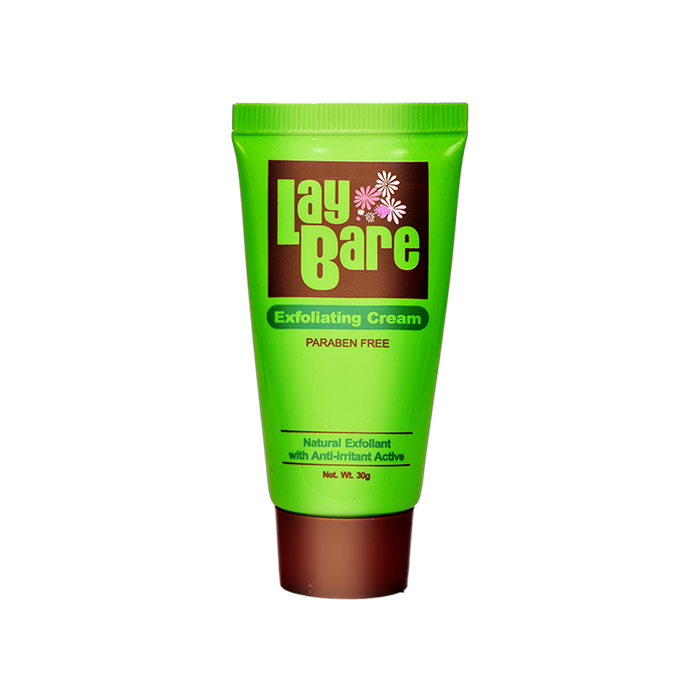 Lay
Bare
Exfoliating Cream
PARABEN FREE
Natural Exfoliant
with Anti-Irritant Active
Net. Wt. 30g